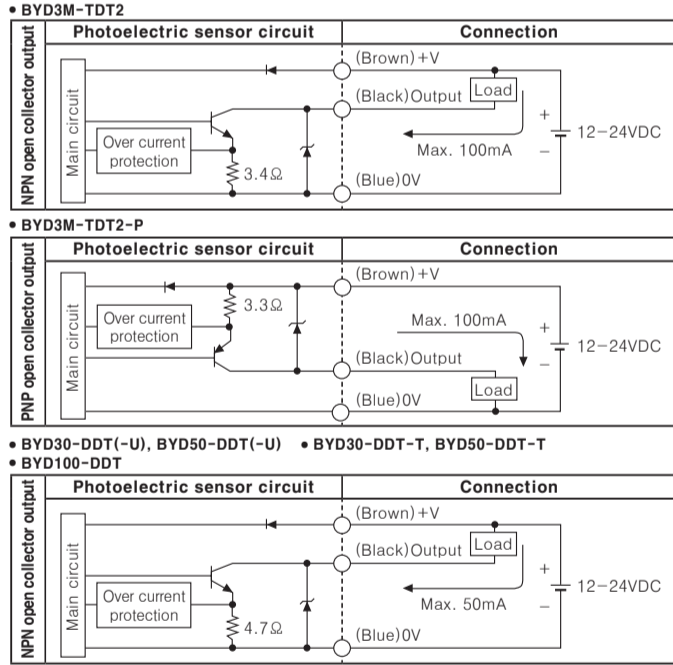 • BYD3M-TDT2
NPN open collector output
Photoelectric sensor circuit
Connection
Main circuit
Over current
protection
3.4Ω
(Brown)+V
(Black)Output
Load
Max. 100mA
+
−
12−24VDC
(Blue)0V
• BYD3M-TDT2-P
PNP open collector output
Photoelectric sensor circuit
Connection
Main circuit
Over current
protection
3.3Ω
(Brown)+V
Max. 100mA
+
−
12−24VDC
(Black)Output
Load
(Blue)0V
• BYD30-DDT(-U), BYD50-DDT(-U) • BYD30-DDT-T, BYD50-DDT-T
• BYD100-DDT
NPN open collector output
Photoelectric sensor circuit
Connection
Main circuit
Over current
protection
4.7Ω
(Brown)+V
(Black)Output
Load
Max. 50mA
+
−
12−24VDC
(Blue)0V